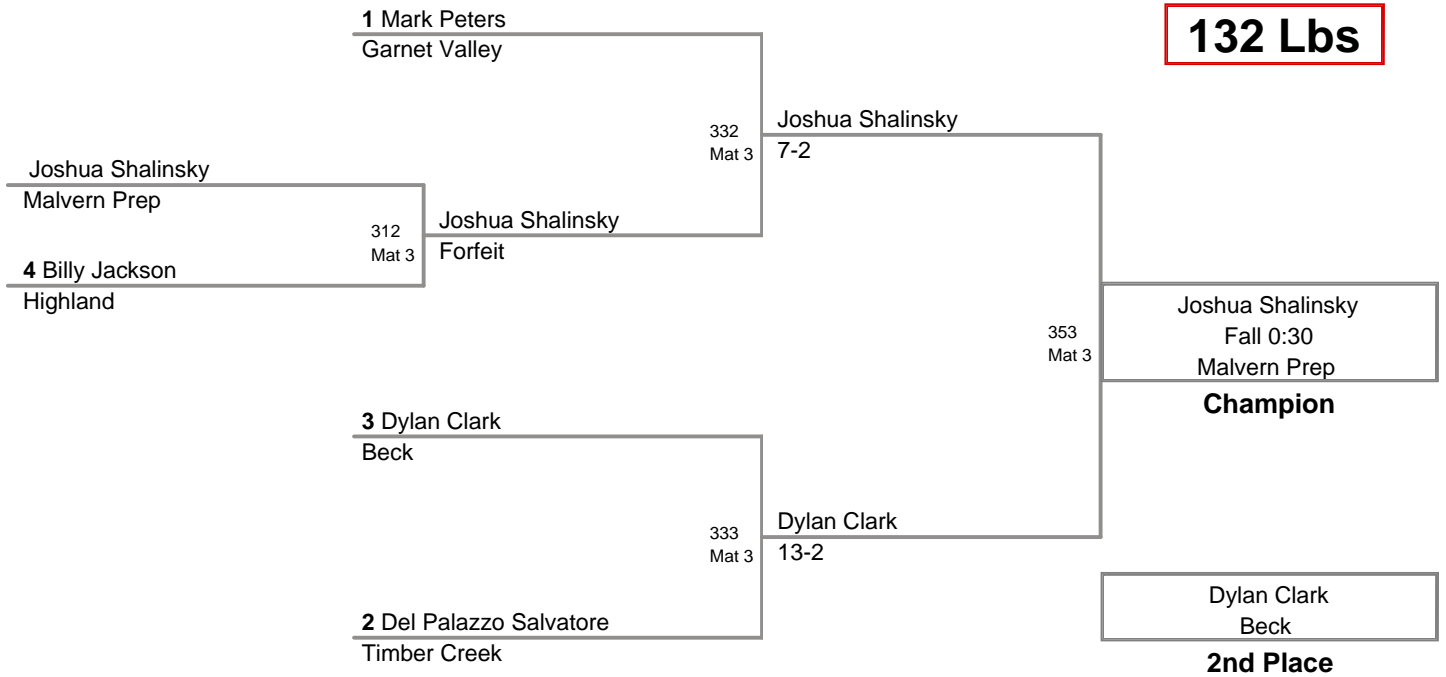 1 Mark Peters
Garnet Valley
132 Lbs
332
Mat 3
Joshua Shalinsky
7-2
Joshua Shalinsky
Malvern Prep
312
Mat 3
Joshua Shalinsky
Forfeit
4 Billy Jackson
Highland
353
Mat 3
Joshua Shalinsky
Fall 0:30
Malvern Prep
Champion
3 Dylan Clark
Beck
333
Mat 3
Dylan Clark
13-2
2 Del Palazzo Salvatore
Timber Creek
Dylan Clark
Beck
2nd Place